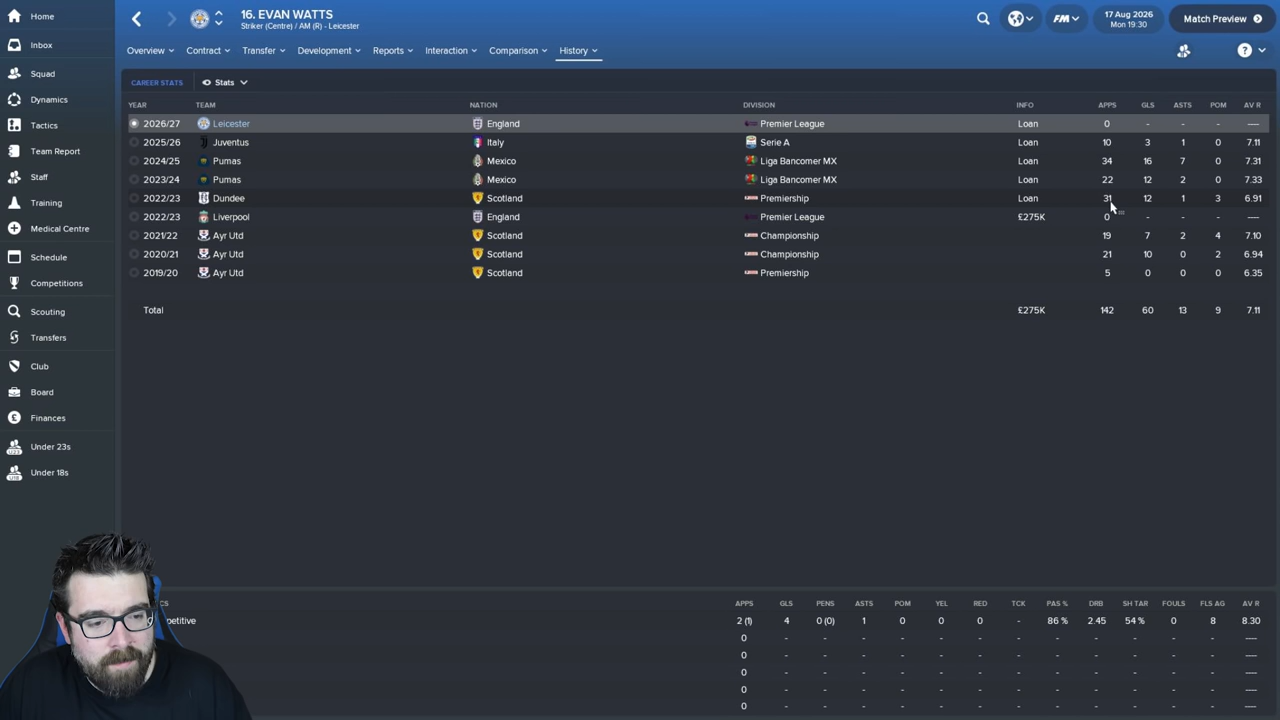 Home
Inbox
Squad
Dynamics
Tactics
Team Report
Staff
Training
Medical Centre
Schedule
Competitions
Scouting
Transfers
Club
Board
Finances
Under 23s
Under 18s
16. EVAN WATTS
Striker (Centre) / AM (R) - Leicester
FM
17 Aug 2026
Mon 19:30
Match Preview
Overview Contract Transfer Development Reports Interaction Comparison History
?
CAREER STATS Stats
YEAR TEAM NATION DIVISION INFO APPS GLS ASTS POM AV R
2026/27 Leicester England Premier League Loan 0 - - - ----
2025/26 Juventus Italy Serie A Loan 10 3 1 0 7.11
2024/25 Pumas Mexico Liga Bancomer MX Loan 34 16 7 0 7.31
2023/24 Pumas Mexico Liga Bancomer MX Loan 22 12 2 0 7.33
2022/23 Dundee Scotland Premiership Loan 31 12 1 3 6.91
2022/23 Liverpool England Premier League £275K 0 - - - ----
2021/22 Ayr Utd Scotland Championship 19 7 2 4 7.10
2020/21 Ayr Utd Scotland Championship 21 10 0 2 6.94
2019/20 Ayr Utd Scotland Premiership 5 0 0 0 6.35
Total £275K 142 60 13 9 7.11
CS APPS GLS PENS ASTS POM YEL RED TCK PAS % DRB SH TAR FOULS FLS AG AV R
petitive 2 (1) 4 0 (0) 1 0 0 0 - 86 % 2.45 54 % 0 8 8.30
0 - - - - - - - - - - - - ----
0 - - - - - - - - - - - - ----
0 - - - - - - - - - - - - ----
0 - - - - - - - - - - - - ----
0 - - - - - - - - - - - - ----